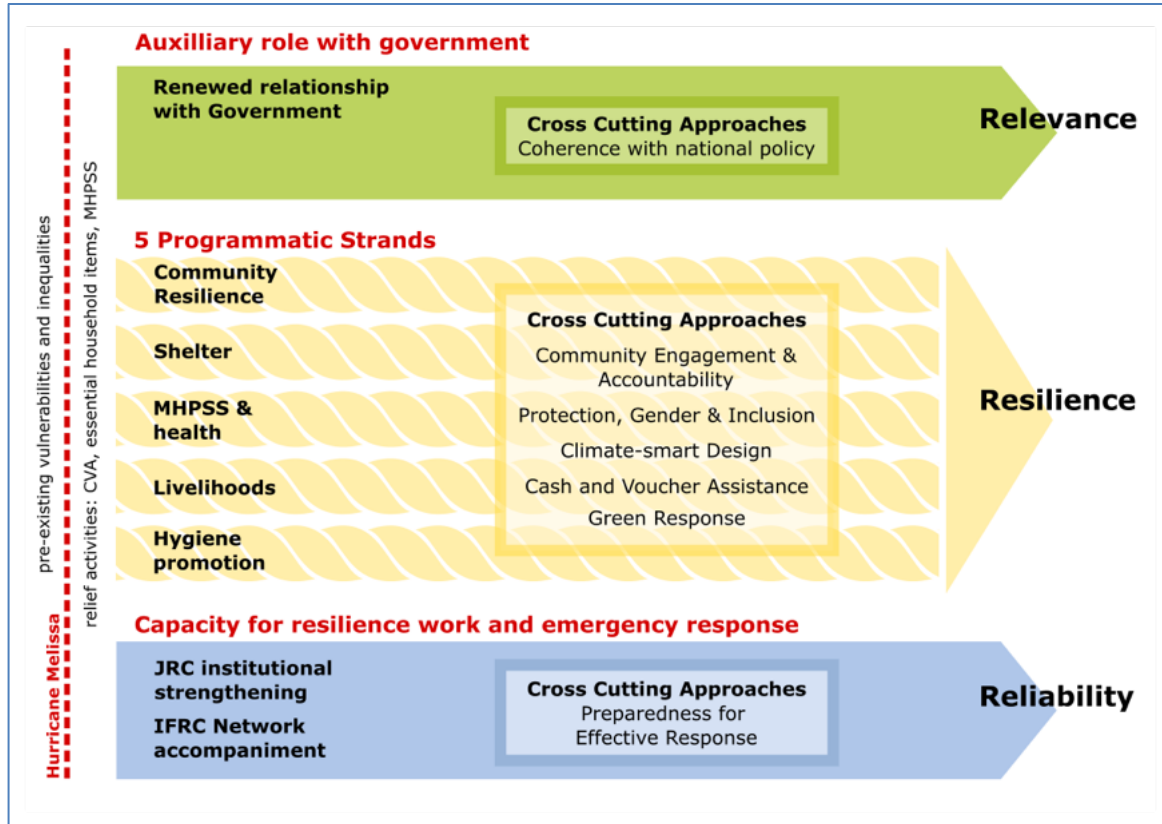 Auxilliary role with government
Renewed relationship
with Government
Cross Cutting Approaches
Coherence with national policy
Relevance
pre-existing vulnerabilities and inequalities
Hurricane Melissa
relief activities: CVA, essential household items, MHPSS
5 Programmatic Strands
Community
Resilience
Shelter
MHPSS &
health
Livelihoods
Hygiene
promotion
Cross Cutting Approaches
Community Engagement &
Accountability
Protection, Gender & Inclusion
Climate-smart Design
Cash and Voucher Assistance
Green Response
Resilience
Capacity for resilience work and emergency response
JRC institutional
strengthening
IFRC Network
accompaniment
Cross Cutting Approaches
Preparedness for
Effective Response
Reliability